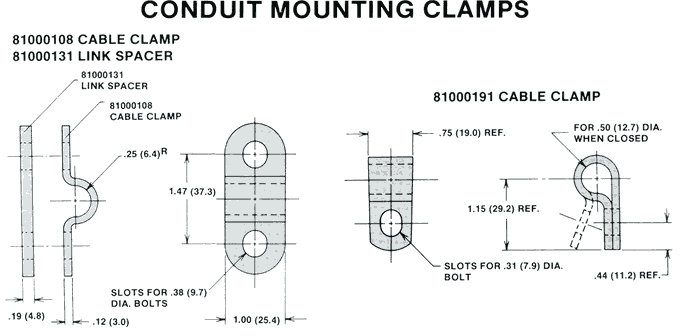 CONDUIT MOUNTING CLAMPS
81000108 CABLE CLAMP
81000131 LINK SPACER
81000131
LINK SPACER
81000108
CABLE CLAMP
.25 (6.4)R
1.47 (37.3)
SLOTS FOR .38 (9.7)
DIA. BOLTS
.19 (4.8)
.12 (3.0)
1.00 (25.4)
81000191 CABLE CLAMP
.75 (19.0) REF.
FOR .50 (12.7) DIA.
WHEN CLOSED
1.15 (29.2) REF.
SLOTS FOR .31 (7.9) DIA.
BOLT
.44 (11.2) REF.